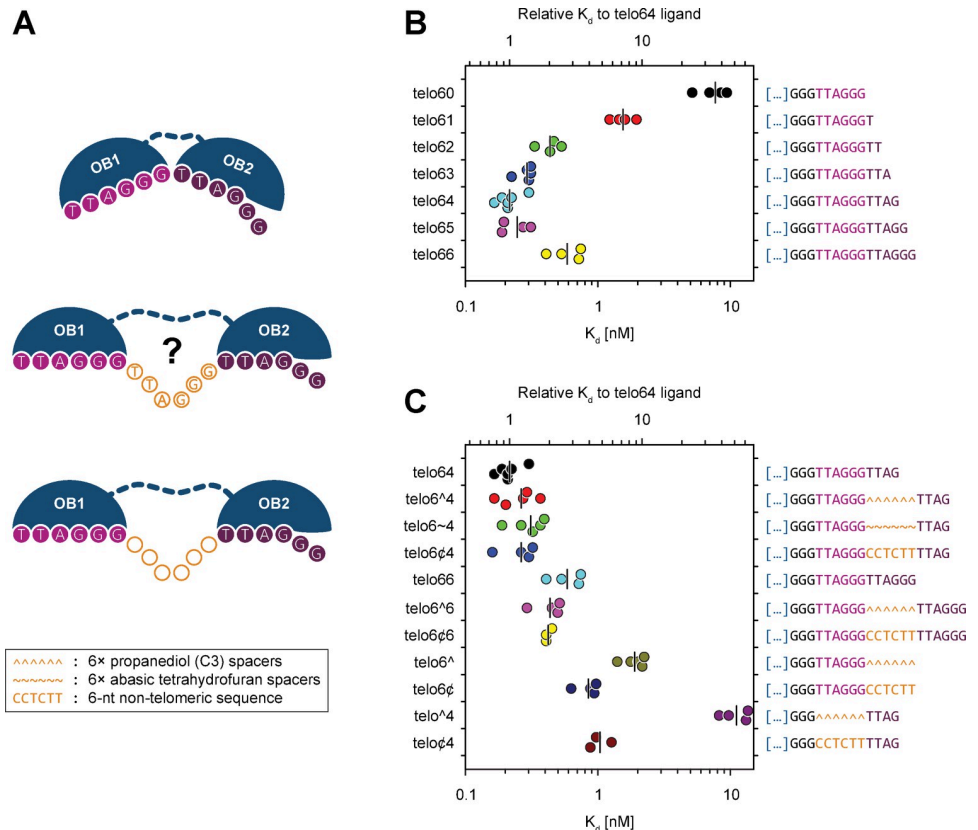 A
OB1
OB2
T T A G G G T T A G G G
OB1
OB2
?
T T A G G G T T A G G G T T A G G G
OB1
OB2
T T A G G G T T A G G G
^^^^^^ : 6× propanediol (C3) spacers
~~~~~~ : 6× abasic tetrahydrofuran spacers
CCTCTT : 6-nt non-telomeric sequence
B
Relative Kd to telo64 ligand
1 10
telo60 [...]GGGTTAGGG
telo61 [...]GGGTTAGGGT
telo62 [...]GGGTTAGGGTT
telo63 [...]GGGTTAGGGTTA
telo64 [...]GGGTTAGGGTTAG
telo65 [...]GGGTTAGGGTTAGG
telo66 [...]GGGTTAGGGTTAGGG
0.1 1 10
Kd [nM]
C
Relative Kd to telo64 ligand
1 10
telo64 [...]GGGTTAGGGTTAG
telo6^4 [...]GGGTTAGGG^^^^^^TTAG
telo6~4 [...]GGGTTAGGG~~~~~~TTAG
telo6¢4 [...]GGGTTAGGGCCTCTTTTAG
telo66 [...]GGGTTAGGGTTAGGG
telo6^6 [...]GGGTTAGGG^^^^^^TTAGGG
telo6¢6 [...]GGGTTAGGGCCTCTTTTAGGG
telo6^ [...]GGGTTAGGG^^^^^^
telo6¢ [...]GGGTTAGGGCCTCTT
telo^4 [...]GGG^^^^^^TTAG
telo¢4 [...]GGGCCTCTTTTAG
0.1 1 10
Kd [nM]